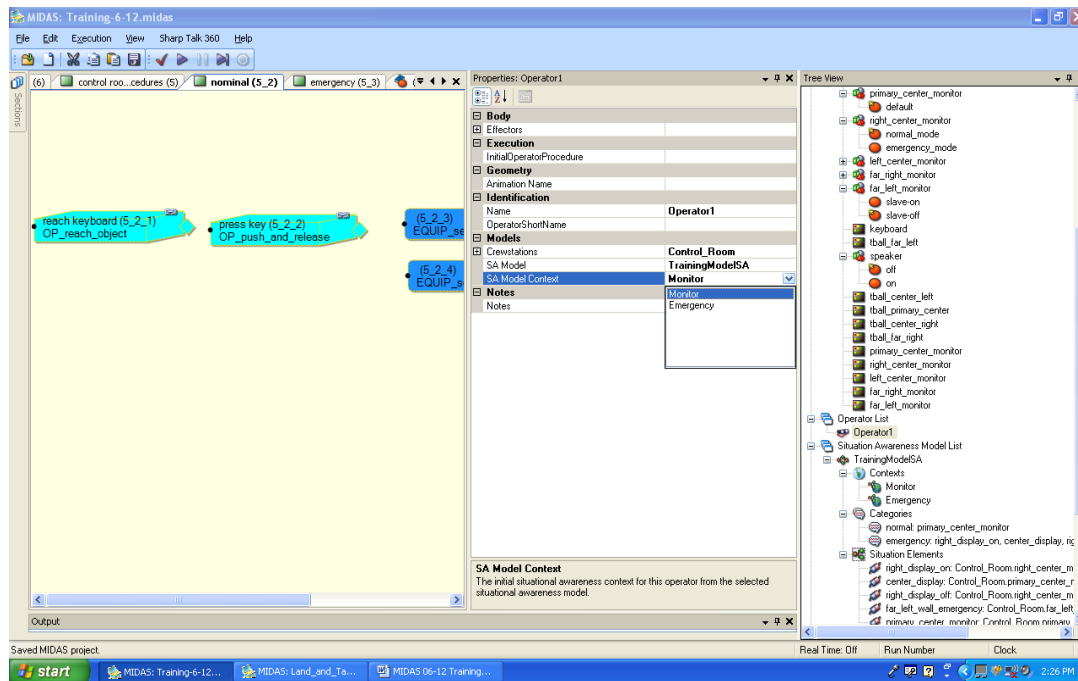 MIDAS: Training-6-12.midas
File Edit Execution View Sharp Talk 360 Help
Sections
(6) control roo...cedures (5) nominal (5_2) emergency (5_3) (
reach keyboard (5_2_1)
OP_reach_object
press key (5_2_2)
OP_push_and_release
(5_2_3)
EQUIP_se
(5_2_4)
EQUIP_s
Properties: Operator1
Body
Effectors
Execution
InitialOperatorProcedure
Geometry
Animation Name
Identification
Name Operator1
OperatorShortName
Models
Crewstations Control_Room
SA Model TrainingModelSA
SA Model Context Monitor
Notes
Notes
Monitor
Emergency
SA Model Context
The initial situational awareness context for this operator from the selected
situational awareness model.
Tree View
primary_center_monitor
default
right_center_monitor
normal_mode
emergency_mode
left_center_monitor
far_right_monitor
far_left_monitor
slave-on
slave-off
keyboard
tball_far_left
speaker
off
on
tball_center_left
tball_primary_center
tball_center_right
tball_far_right
primary_center_monitor
right_center_monitor
left_center_monitor
far_right_monitor
far_left_monitor
Operator List
Operator1
Situation Awareness Model List
TrainingModelSA
Contexts
Monitor
Emergency
Categories
normal: primary_center_monitor
emergency: right_display_on, center_display, rig
Situation Elements
right_display_on: Control_Room.right_center_m
center_display: Control_Room.primary_center_r
right_display_off: Control_Room.right_center_m
far_left_wall_emergency: Control_Room.far_left
primary_center_monitor: Control_Room.primary
Output
Saved MIDAS project.
Real Time: Off Run Number Clock
start MIDAS: Training-6-12... MIDAS: Land_and_Ta... MIDAS 06-12 Training... 2:26 PM